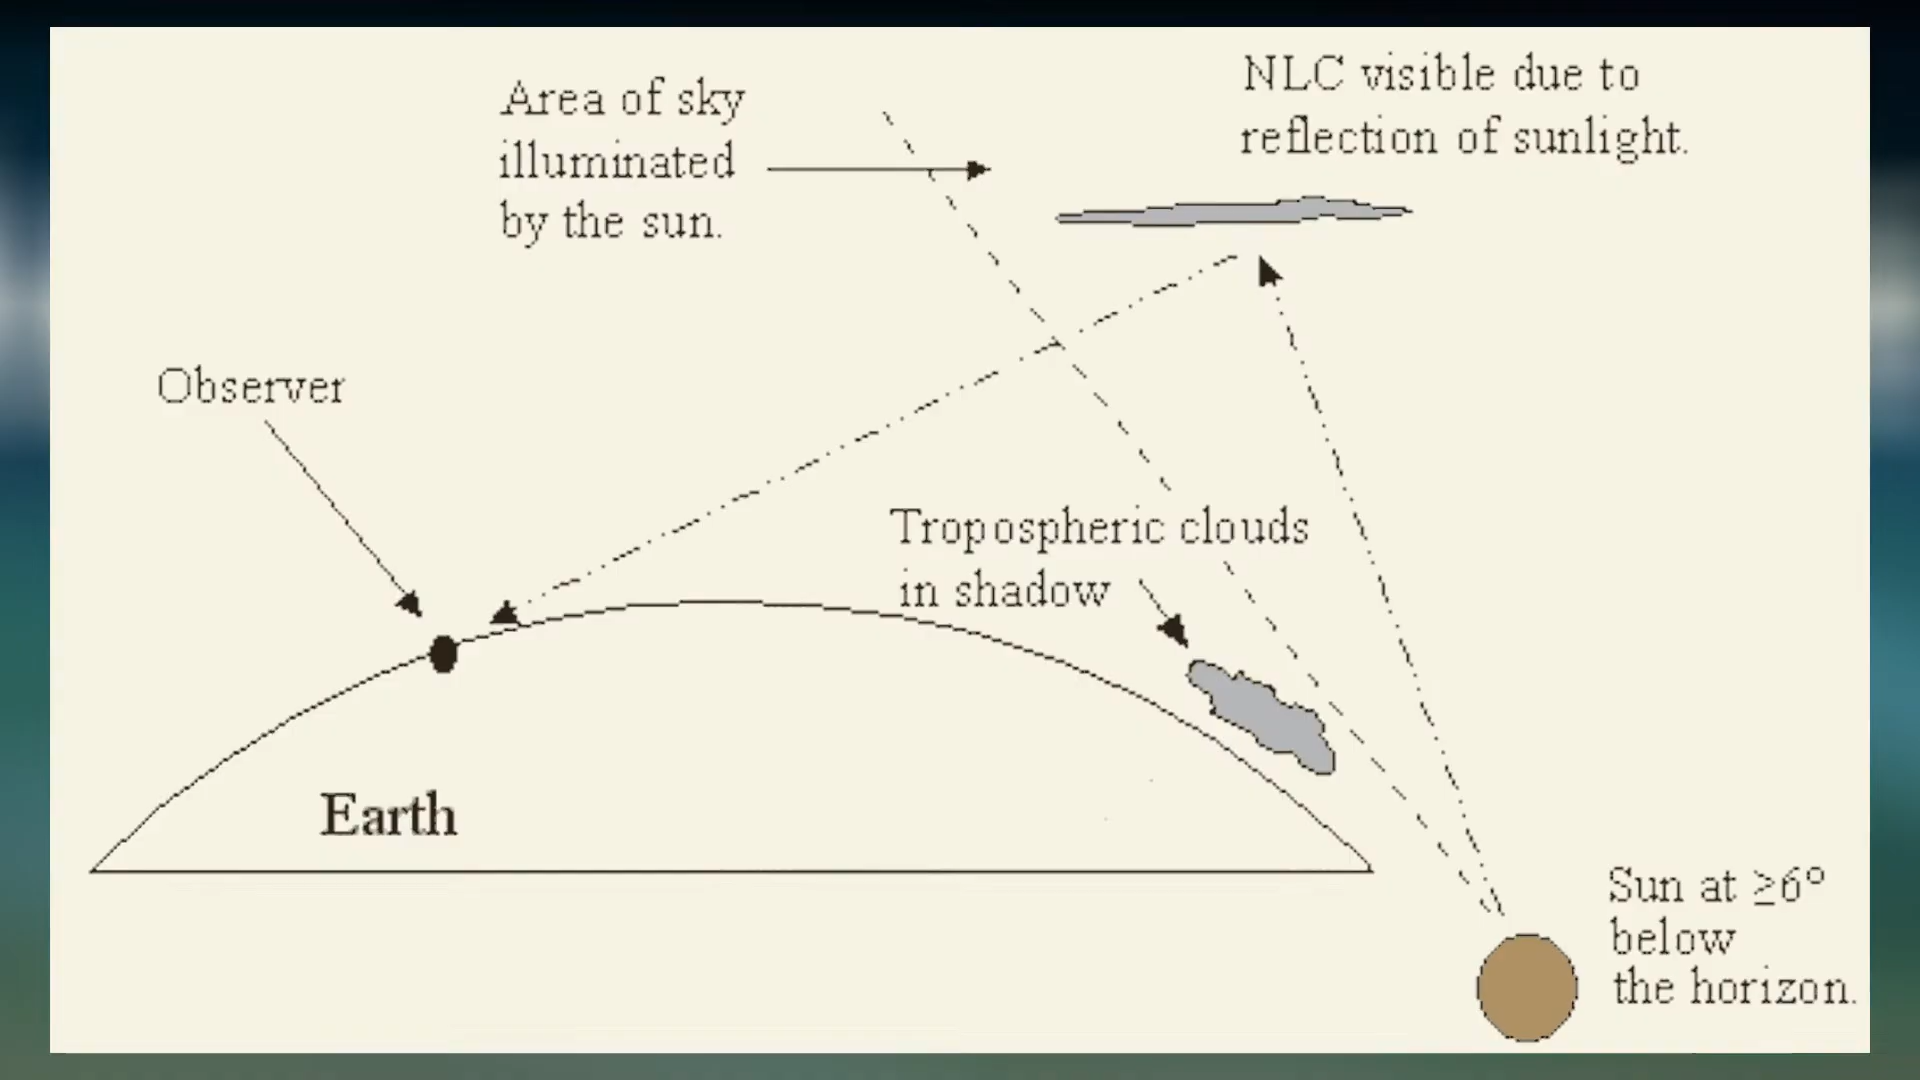 Area of sky
illuminated
by the sun.
NLC visible due to
reflection of sunlight.
Observer
Tropospheric clouds
in shadow
Earth
Sun at ≥6°
below
the horizon.